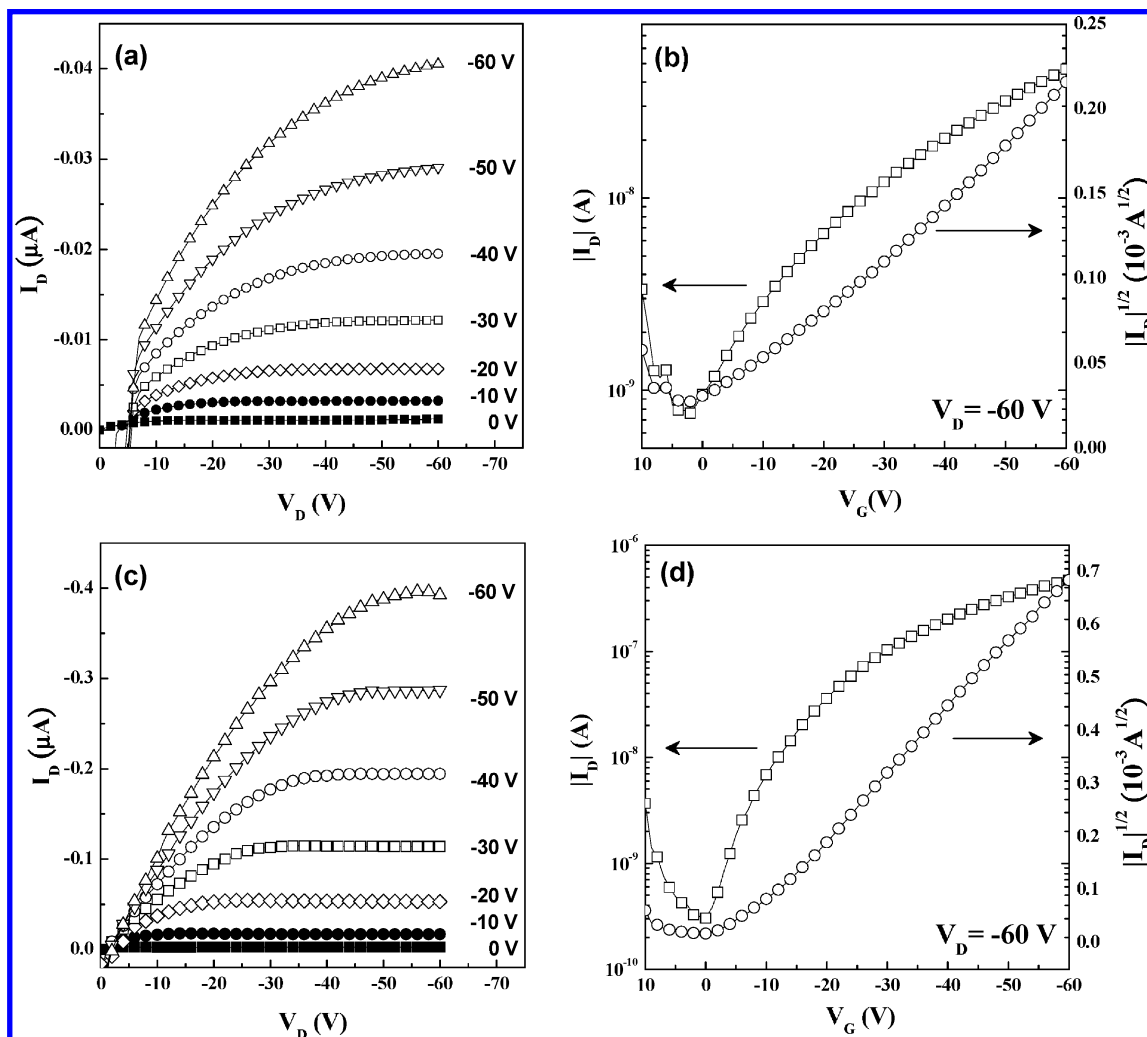 (a)
-60 V
-50 V
-40 V
-30 V
-20 V
-10 V
0 V
-0.04
-0.03
-0.02
-0.01
0.00
I_D (μA)
0 -10 -20 -30 -40 -50 -60 -70
V_D (V)
(b)
10^-8
10^-9
|I_D| (A)
0.25
0.20
0.15
0.10
0.05
0.00
|I_D|^1/2 (10^-3 A^1/2)
V_D= -60 V
10 0 -10 -20 -30 -40 -50 -60
V_G(V)
(c)
-60 V
-50 V
-40 V
-30 V
-20 V
-10 V
0 V
-0.4
-0.3
-0.2
-0.1
0.0
I_D (μA)
0 -10 -20 -30 -40 -50 -60 -70
V_D (V)
(d)
10^-6
10^-7
10^-8
10^-9
10^-10
|I_D| (A)
0.7
0.6
0.5
0.4
0.3
0.2
0.1
0.0
|I_D|^1/2 (10^-3 A^1/2)
V_D= -60 V
10 0 -10 -20 -30 -40 -50 -60
V_G (V)